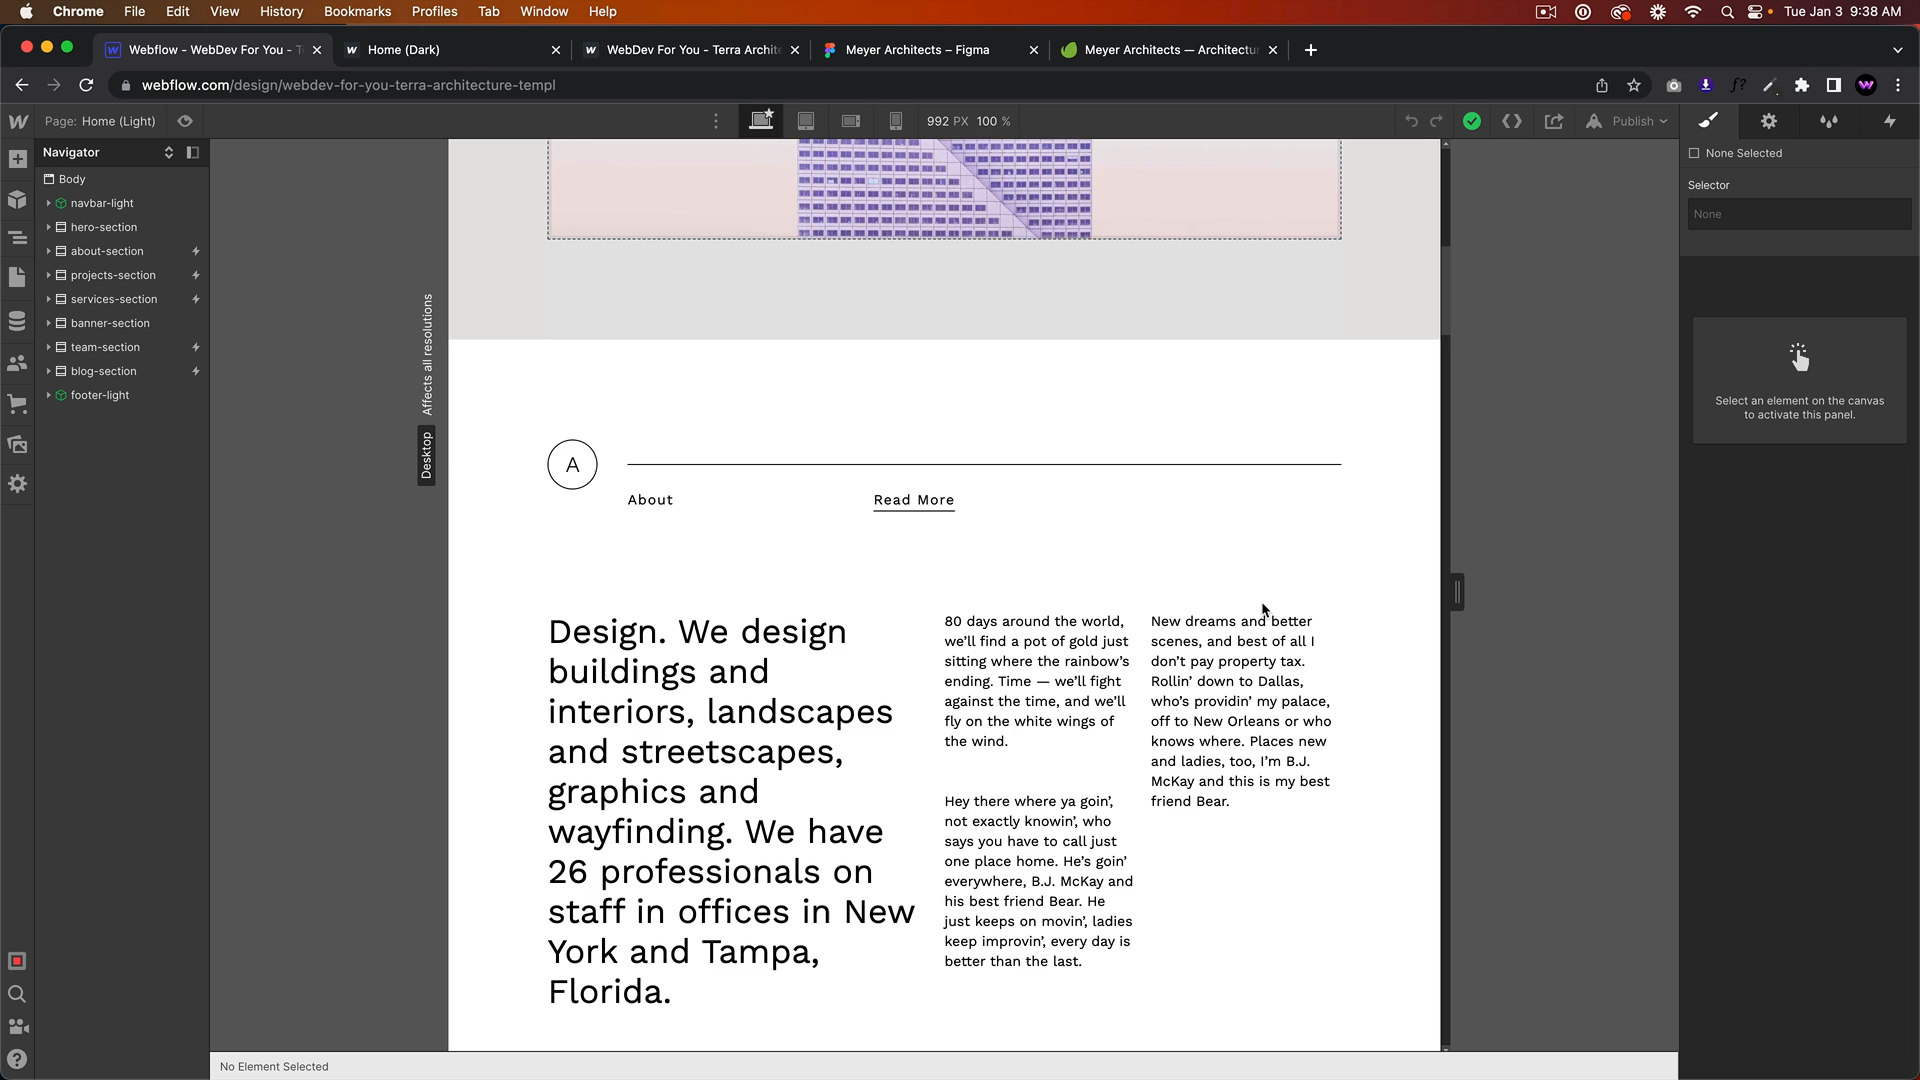 Chrome File Edit View History Bookmarks Profiles Tab Window Help
Tue Jan 3 9:38 AM
Webflow - WebDev For You - T
Home (Dark)
WebDev For You - Terra Archite
Meyer Architects – Figma
Meyer Architects — Architectur
webflow.com/design/webdev-for-you-terra-architecture-templ
Page: Home (Light)
992 PX 100 %
Publish
Navigator
Body
navbar-light
hero-section
about-section
projects-section
services-section
banner-section
team-section
blog-section
footer-light
Affects all resolutions
Desktop
A
About
Read More
Design. We design
buildings and
interiors, landscapes
and streetscapes,
graphics and
wayfinding. We have
26 professionals on
staff in offices in New
York and Tampa,
Florida.
80 days around the world,
we’ll find a pot of gold just
sitting where the rainbow’s
ending. Time — we’ll fight
against the time, and we’ll
fly on the white wings of
the wind.
Hey there where ya goin’,
not exactly knowin’, who
says you have to call just
one place home. He’s goin’
everywhere, B.J. McKay and
his best friend Bear. He
just keeps on movin’, ladies
keep improvin’, every day is
better than the last.
New dreams and better
scenes, and best of all I
don’t pay property tax.
Rollin’ down to Dallas,
who’s providin’ my palace,
off to New Orleans or who
knows where. Places new
and ladies, too, I’m B.J.
McKay and this is my best
friend Bear.
None Selected
Selector
None
Select an element on the canvas
to activate this panel.
No Element Selected